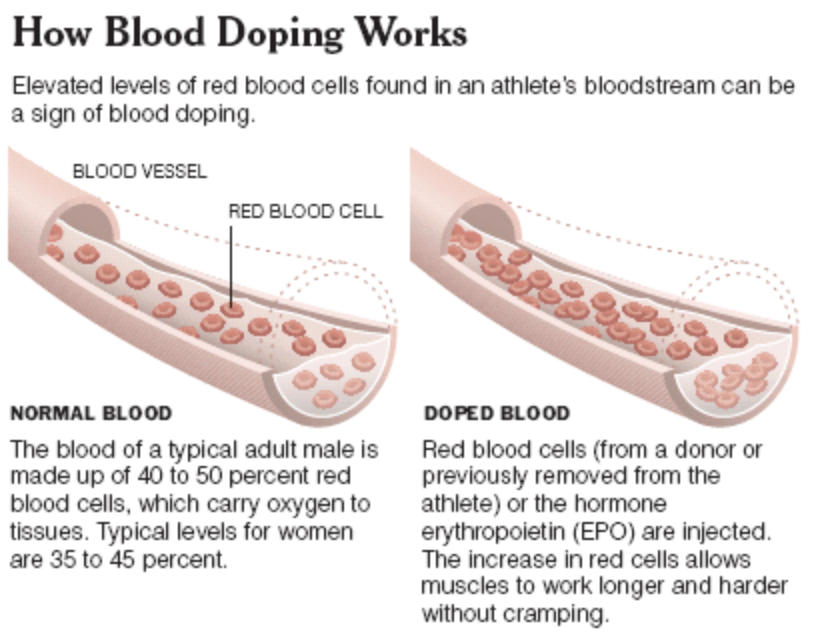 How Blood Doping Works
Elevated levels of red blood cells found in an athlete's bloodstream can be
a sign of blood doping.
BLOOD VESSEL
RED BLOOD CELL
NORMAL BLOOD
The blood of a typical adult male is
made up of 40 to 50 percent red
blood cells, which carry oxygen to
tissues. Typical levels for women
are 35 to 45 percent.
DOPED BLOOD
Red blood cells (from a donor or
previously removed from the
athlete) or the hormone
erythropoietin (EPO) are injected.
The increase in red cells allows
muscles to work longer and harder
without cramping.